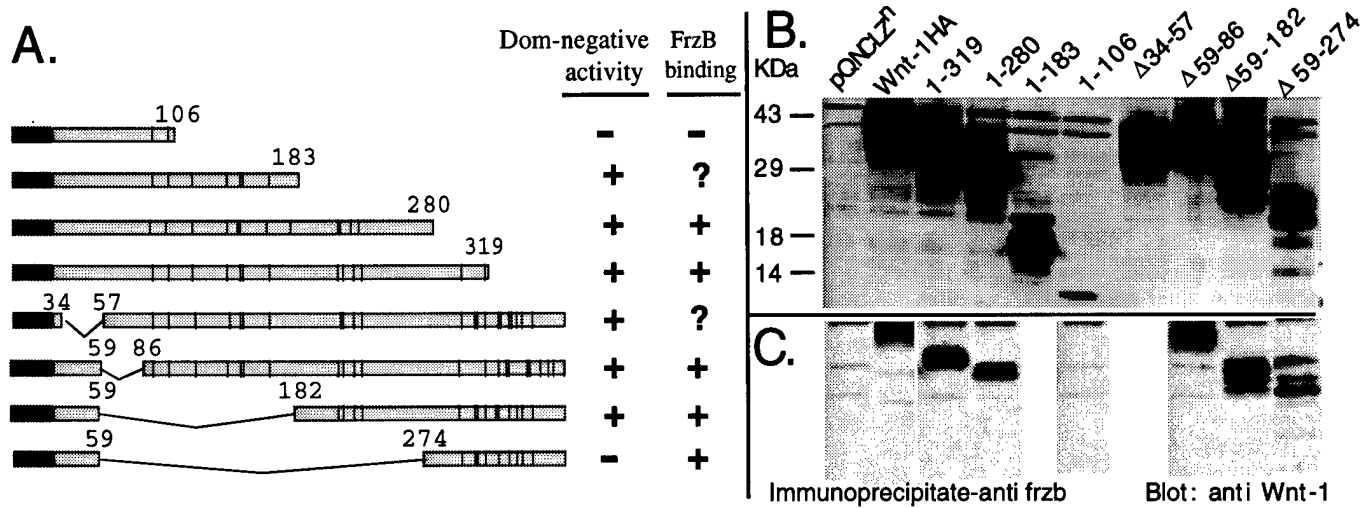 A.
Dom-negative activity
FrzB binding
106
- -
183
+ ?
280
+ +
319
+ +
34 57
+ ?
59 86
+ +
59 182
+ +
59 274
- +
B.
KDa
pQNCLZn
Wnt-1HA
1-319
1-280
1-183
1-106
Δ34-57
Δ59-86
Δ59-182
Δ59-274
43
29
18
14
C.
Immunoprecipitate-anti frzb
Blot: anti Wnt-1